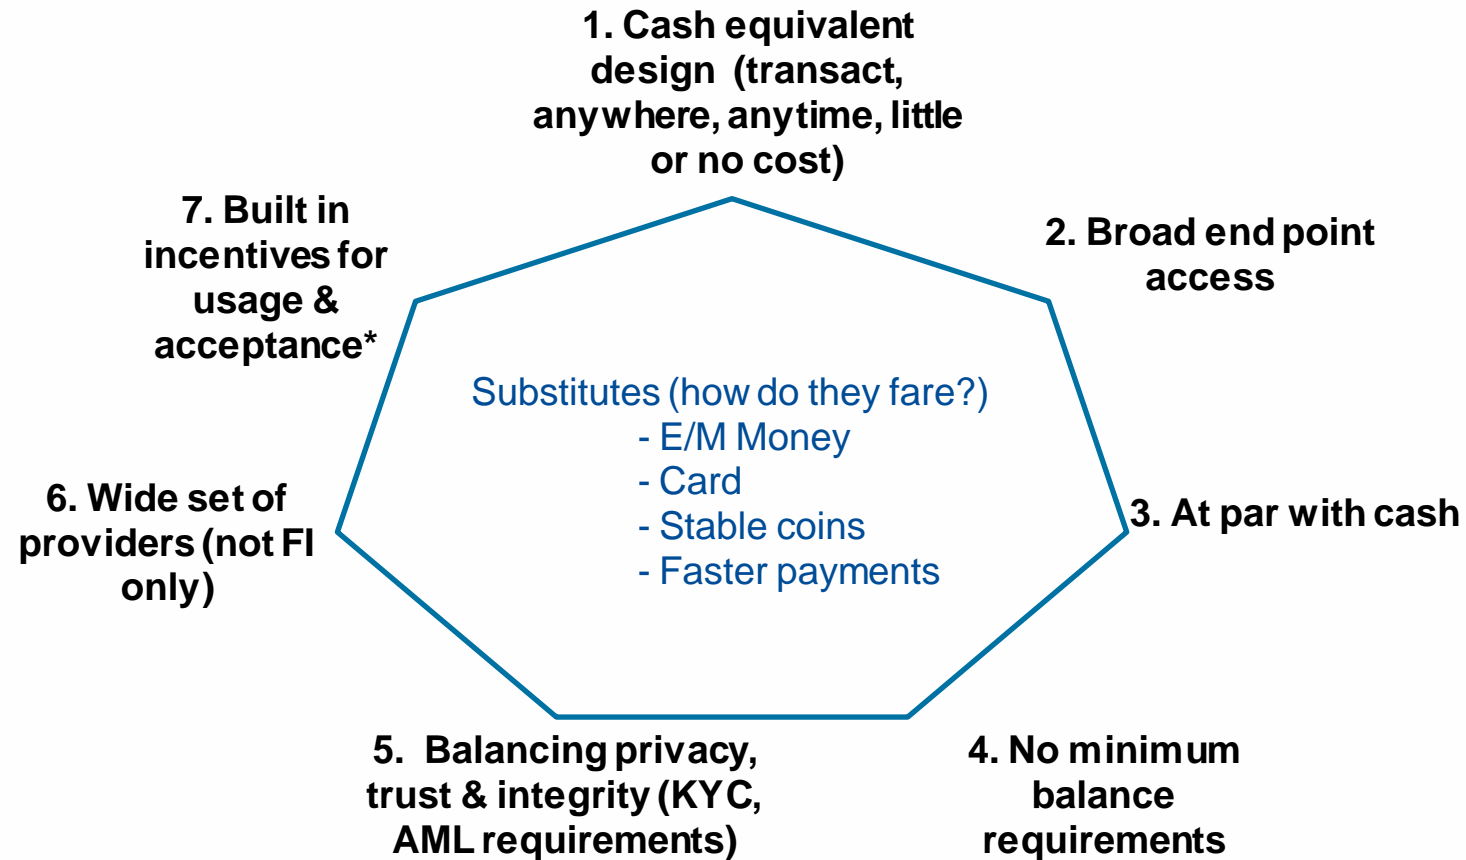 1. Cash equivalent
design (transact,
anywhere, anytime, little
or no cost)
2. Broad end point
access
3. At par with cash
4. No minimum
balance
requirements
5. Balancing privacy,
trust & integrity (KYC,
AML requirements)
6. Wide set of
providers (not FI
only)
7. Built in
incentives for
usage &
acceptance*
Substitutes (how do they fare?)
- E/M Money
- Card
- Stable coins
- Faster payments